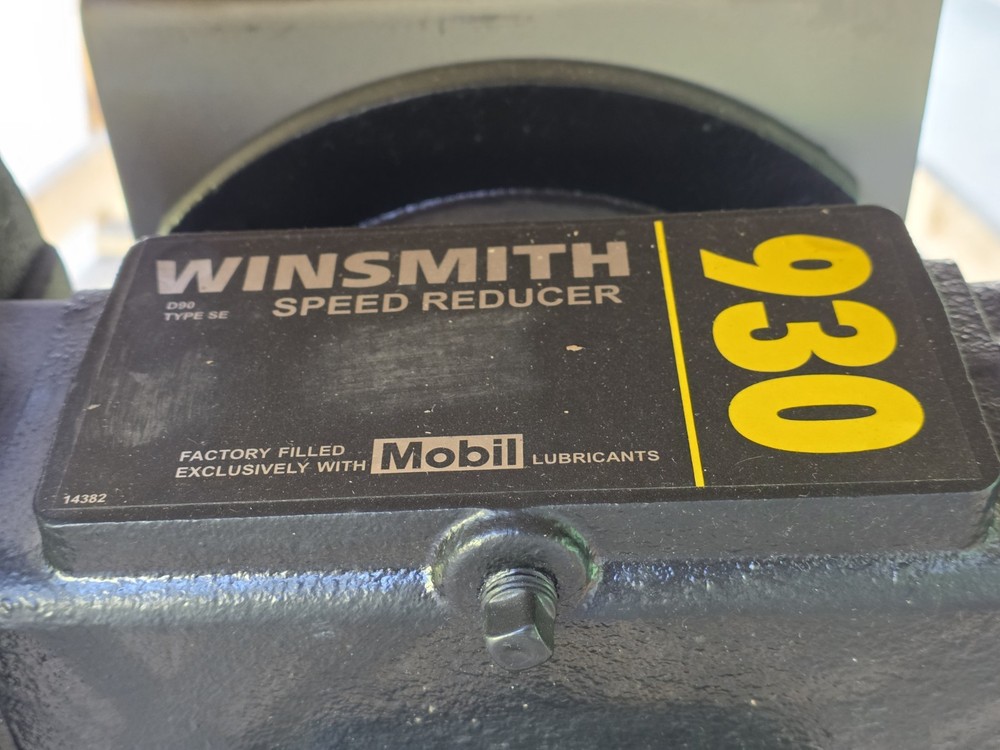 WINSMITH
SPEED REDUCER
D90
TYPE SE
930
FACTORY FILLED
EXCLUSIVELY WITH Mobil LUBRICANTS
14382